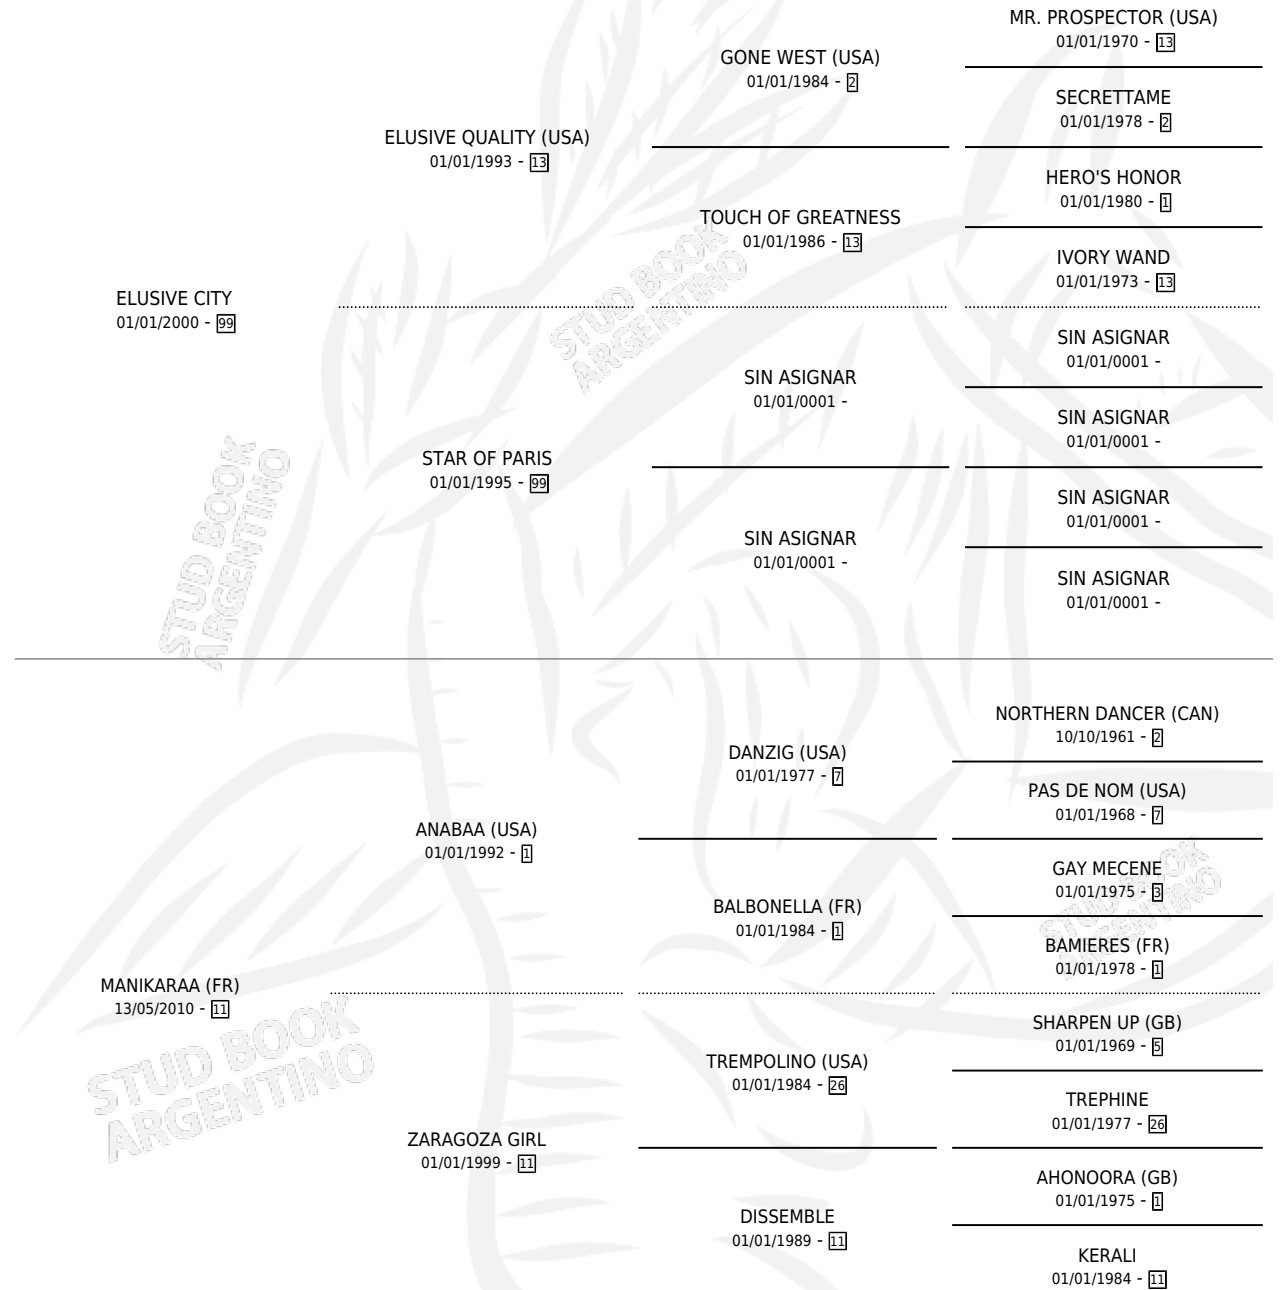 MR. PROSPECTOR (USA)
01/01/1970 - 13
GONE WEST (USA)
01/01/1984 - 2
SECRETTAME
01/01/1978 - 2
ELUSIVE QUALITY (USA)
01/01/1993 - 13
HERO'S HONOR
01/01/1980 - 1
TOUCH OF GREATNESS
01/01/1986 - 13
IVORY WAND
01/01/1973 - 13
ELUSIVE CITY
01/01/2000 - 99
SIN ASIGNAR
01/01/0001 -
SIN ASIGNAR
01/01/0001 -
SIN ASIGNAR
01/01/0001 -
STAR OF PARIS
01/01/1995 - 99
SIN ASIGNAR
01/01/0001 -
SIN ASIGNAR
01/01/0001 -
SIN ASIGNAR
01/01/0001 -
STUD BOOK
ARGENTINO
STUD BOOK
ARGENTINO
NORTHERN DANCER (CAN)
10/10/1961 - 2
DANZIG (USA)
01/01/1977 - 7
PAS DE NOM (USA)
01/01/1968 - 7
ANABAA (USA)
01/01/1992 - 1
GAY MECENE
01/01/1975 - 3
BALBONELLA (FR)
01/01/1984 - 1
BAMIERES (FR)
01/01/1978 - 1
MANIKARAA (FR)
13/05/2010 - 11
SHARPEN UP (GB)
01/01/1969 - 5
TREMPOLINO (USA)
01/01/1984 - 26
TREPHINE
01/01/1977 - 26
ZARAGOZA GIRL
01/01/1999 - 11
AHONOORA (GB)
01/01/1975 - 1
DISSEMBLE
01/01/1989 - 11
KERALI
01/01/1984 - 11
STUD BOOK
ARGENTINO
STUD BOOK
ARGENTINO